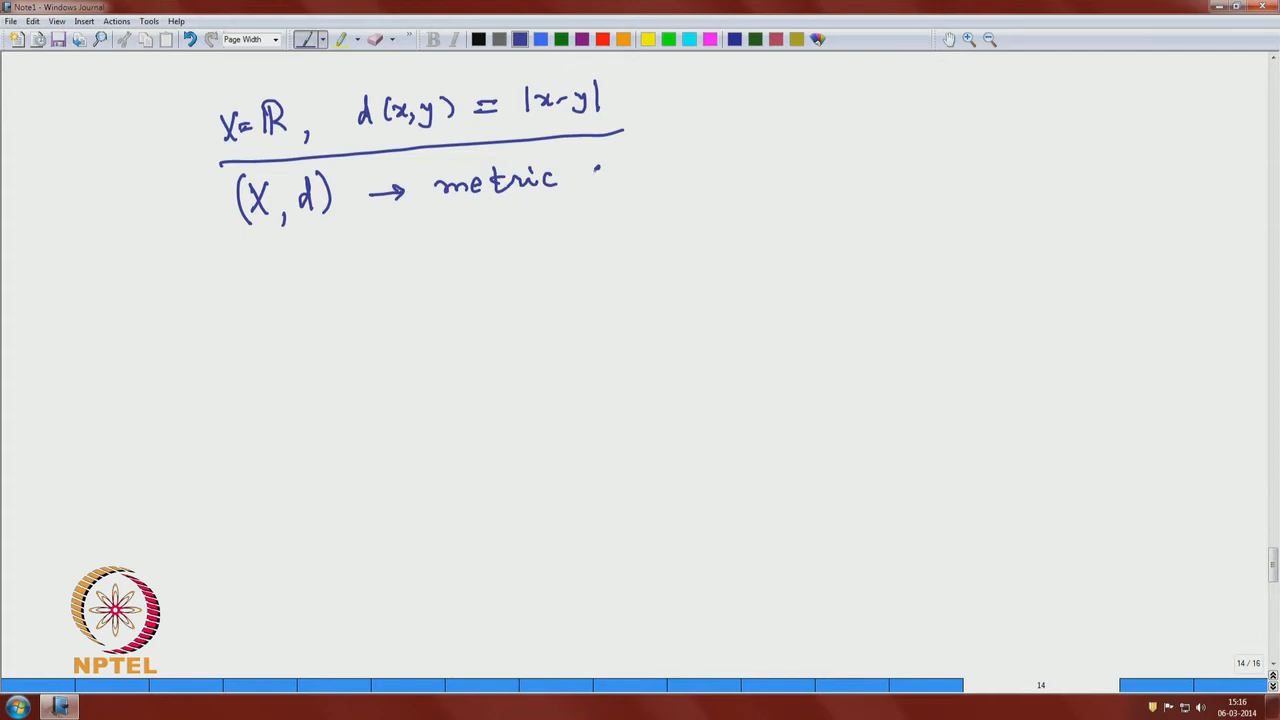 Note1 - Windows Journal
File Edit View Insert Actions Tools Help
Page Width
B I
X=ℝ, d(x,y) = |x-y|
(X, d) → metric
NPTEL
14 / 16
14
15:16
06-03-2014